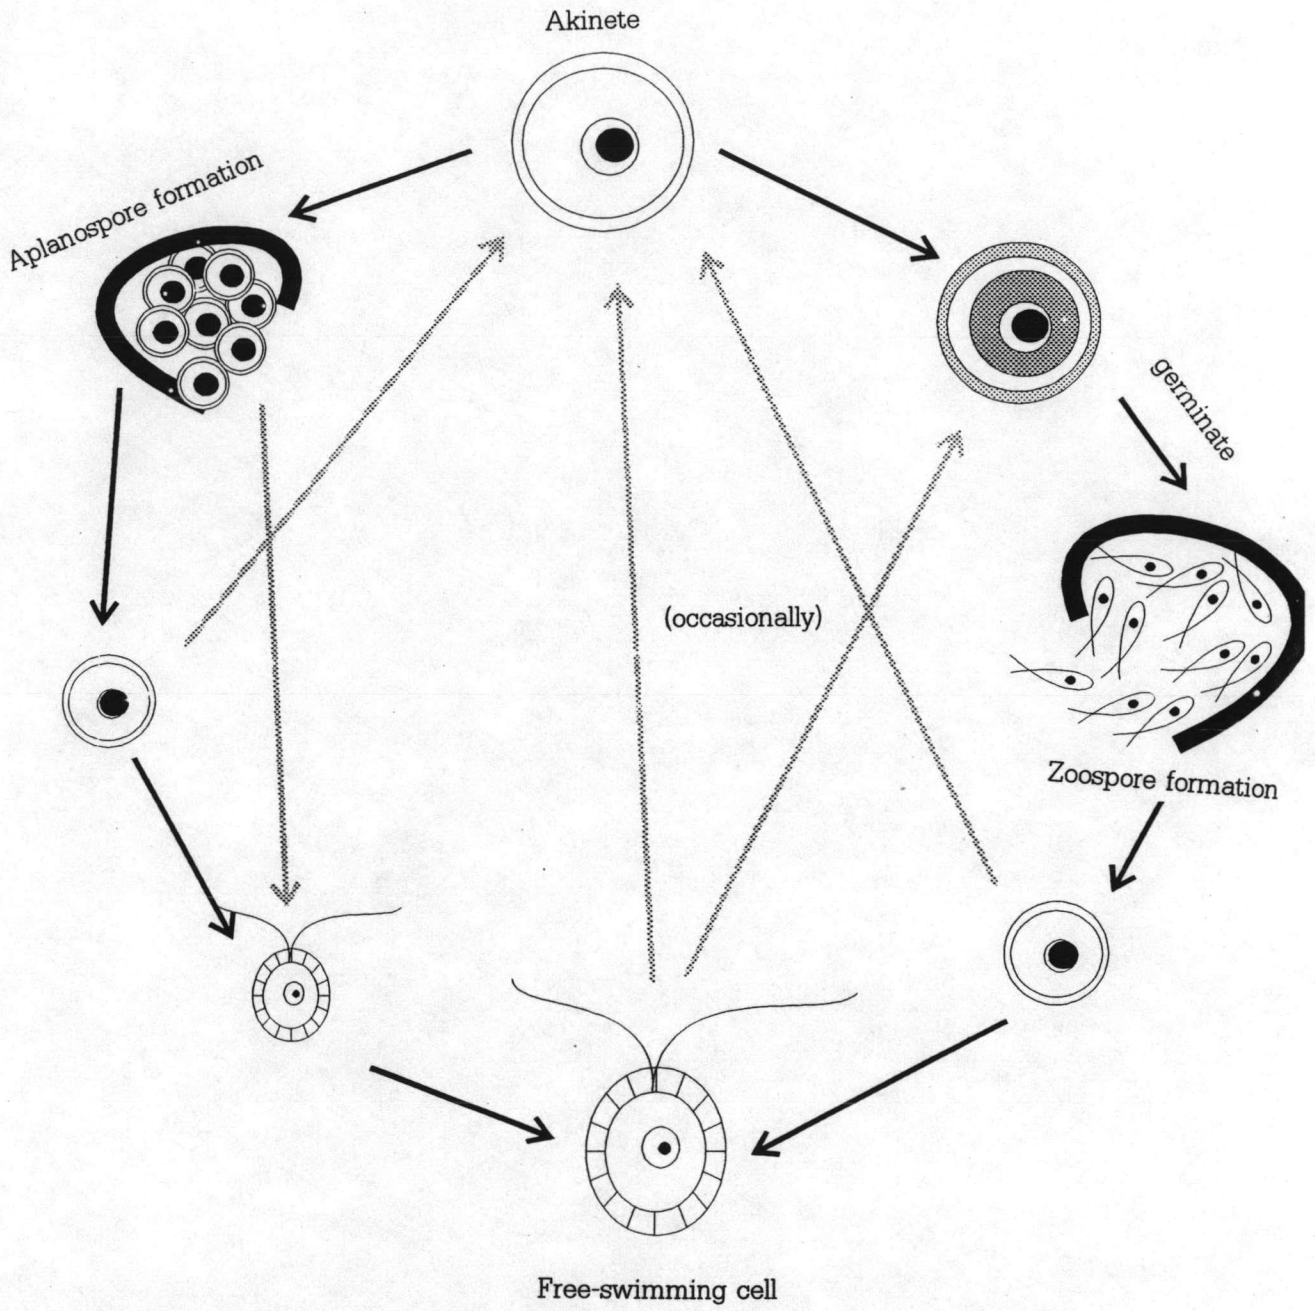 Akinete
Aplanospore formation
germinate
(occasionally)
Zoospore formation
Free-swimming cell